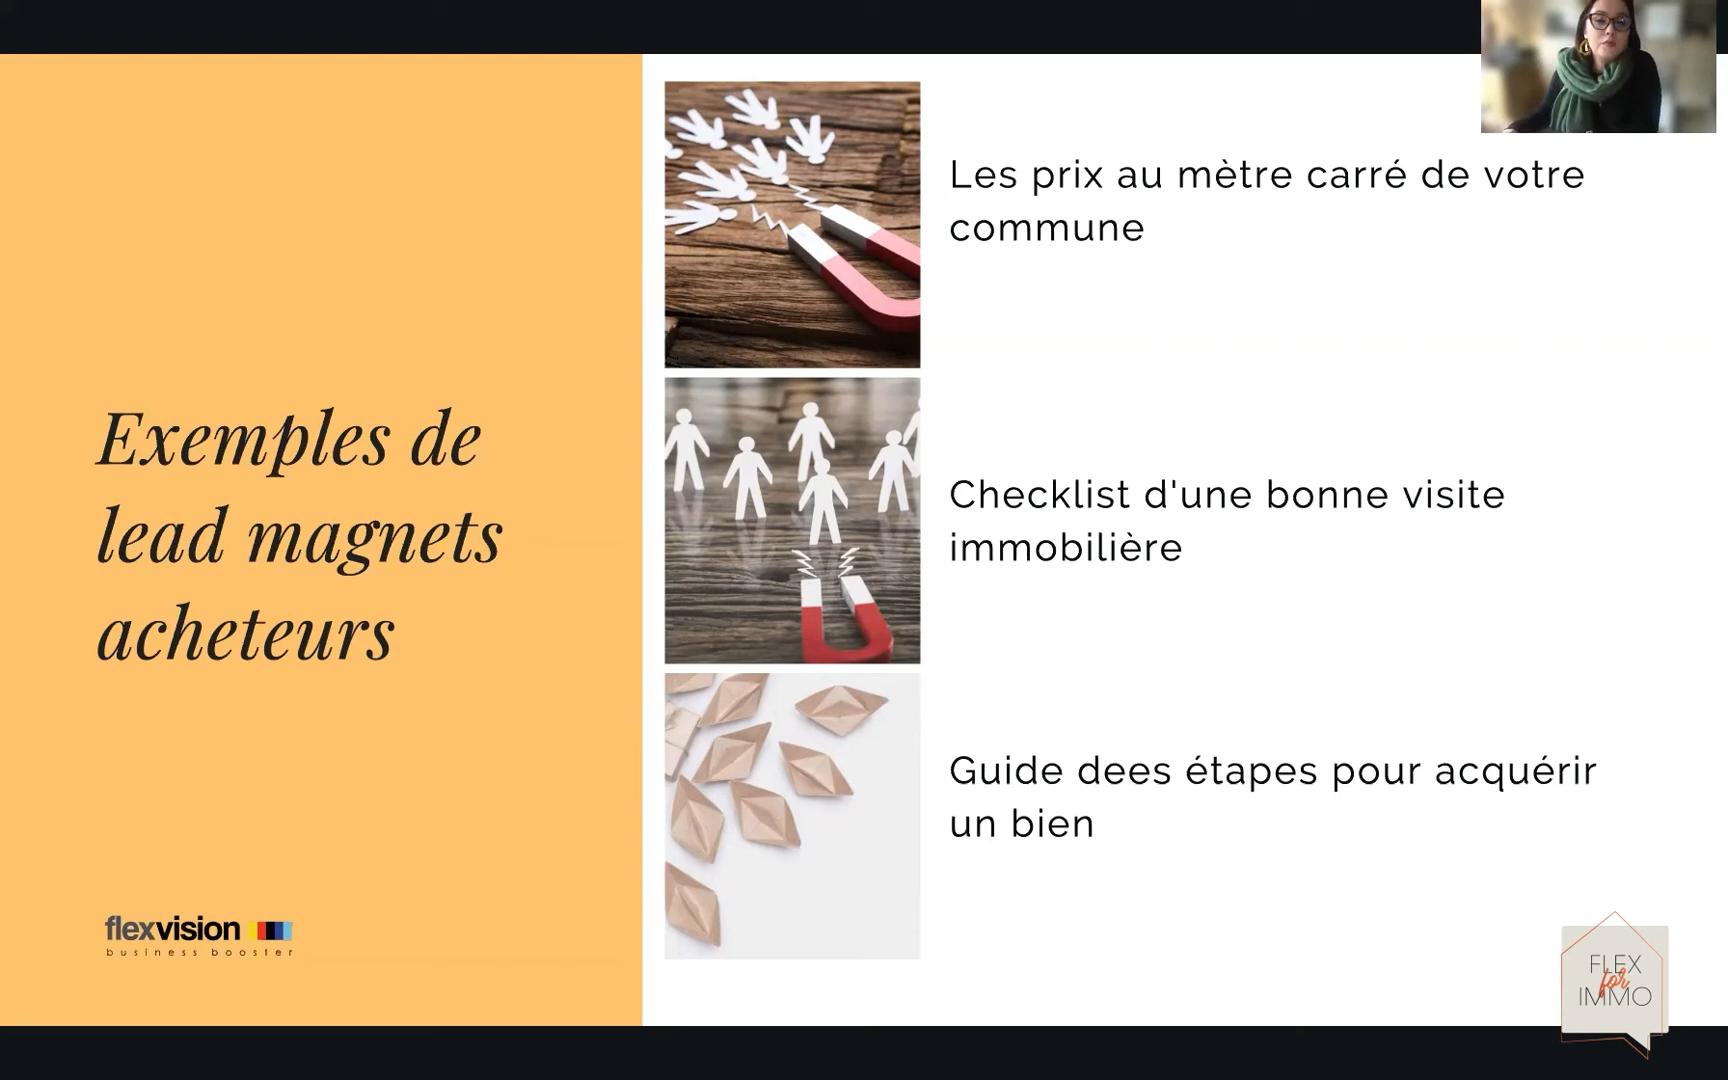 Les prix au mètre carré de votre
commune
Exemples de
lead magnets
acheteurs
Checklist d'une bonne visite
immobilière
Guide dees étapes pour acquérir
un bien
flexvision
business booster
FLEX
for
IMMO